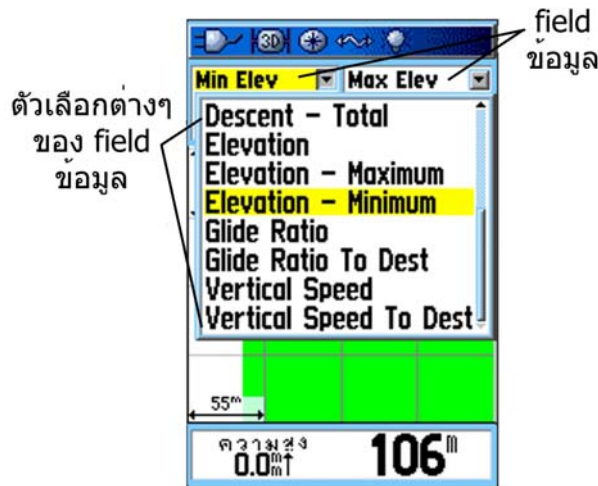 field
ข้อมูล
3D
Min Elev Max Elev
ตัวเลือกต่างๆ
ของ field
ข้อมูล
Descent – Total
Elevation
Elevation – Maximum
Elevation – Minimum
Glide Ratio
Glide Ratio To Dest
Vertical Speed
Vertical Speed To Dest
55m
ความสูง
0.0m↑
106m